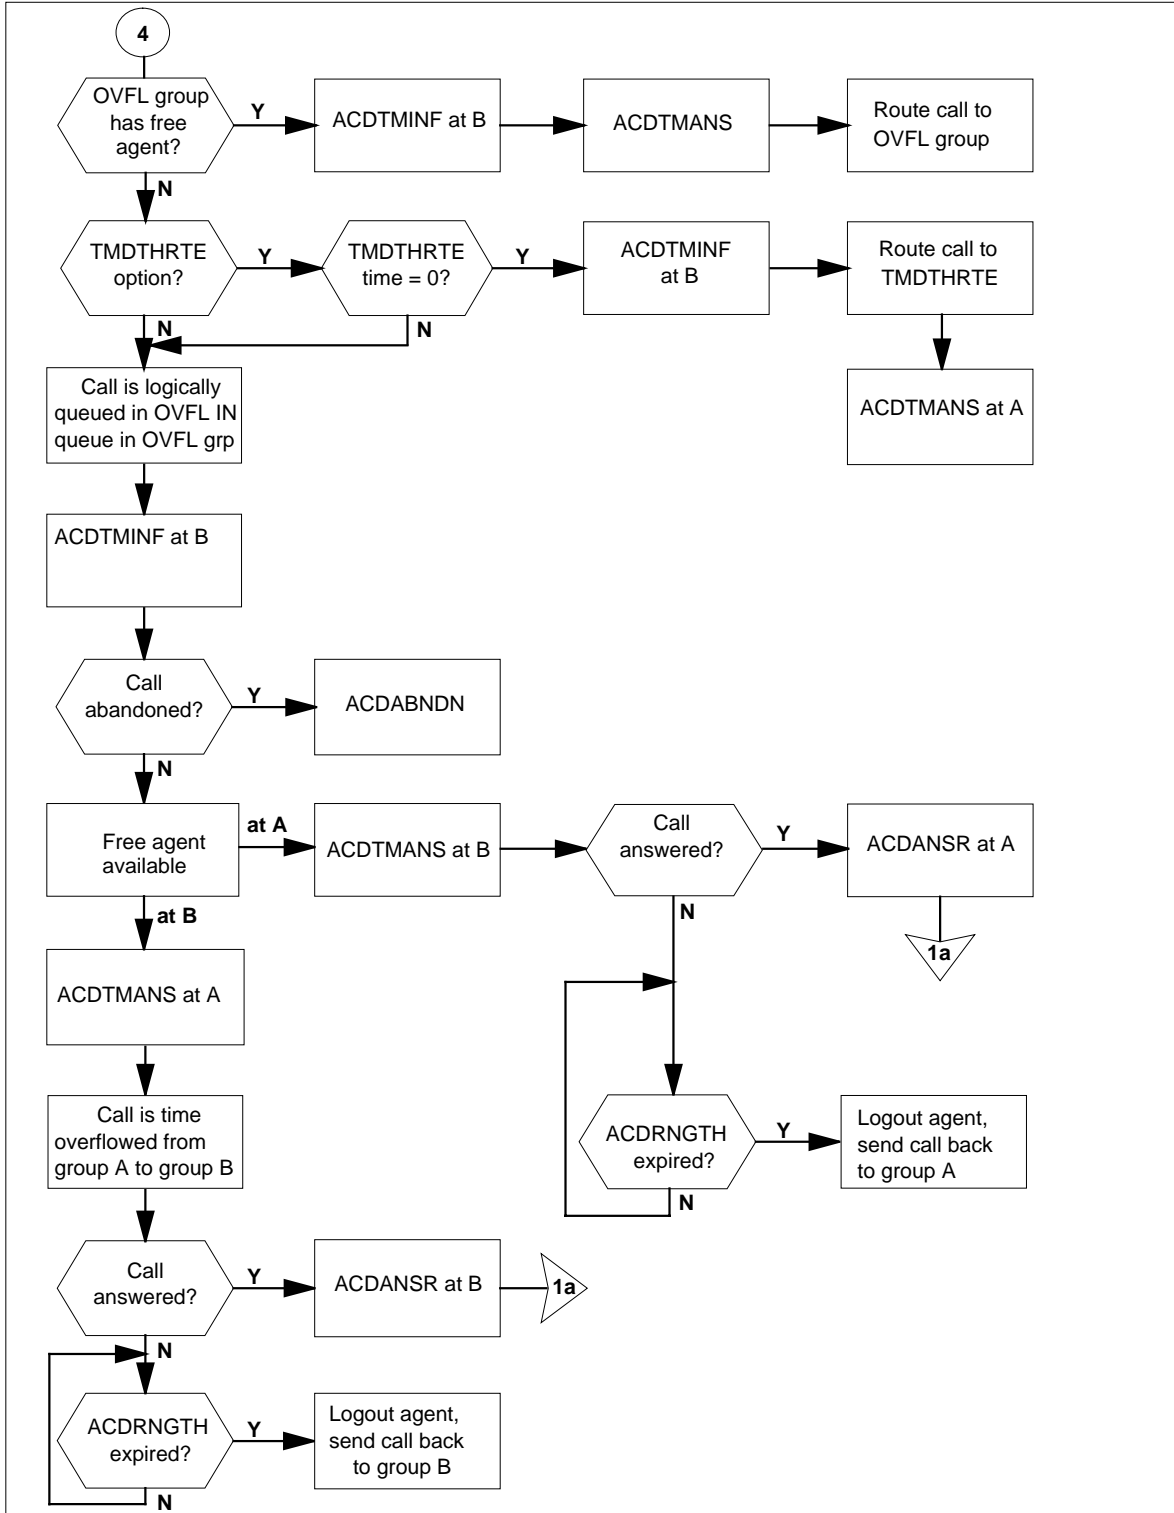 4
OVFL group
has free
agent?
Y
ACDTMINF at B
ACDTMANS
Route call to
OVFL group
N
TMDTHRTE
option?
Y
TMDTHRTE
time = 0?
Y
ACDTMINF
at B
Route call to
TMDTHRTE
N
N
Call is logically
queued in OVFL IN
queue in OVFL grp
ACDTMANS at A
ACDTMINF at B
Call
abandoned?
Y
ACDABNDN
N
Free agent
available
at A
ACDTMANS at B
Call
answered?
Y
ACDANSR at A
at B
N
1a
ACDTMANS at A
Call is time
overflowed from
group A to group B
ACDRNGTH
expired?
Y
Logout agent,
send call back
to group A
N
Call
answered?
Y
ACDANSR at B
1a
N
ACDRNGTH
expired?
Y
Logout agent,
send call back
to group B
N